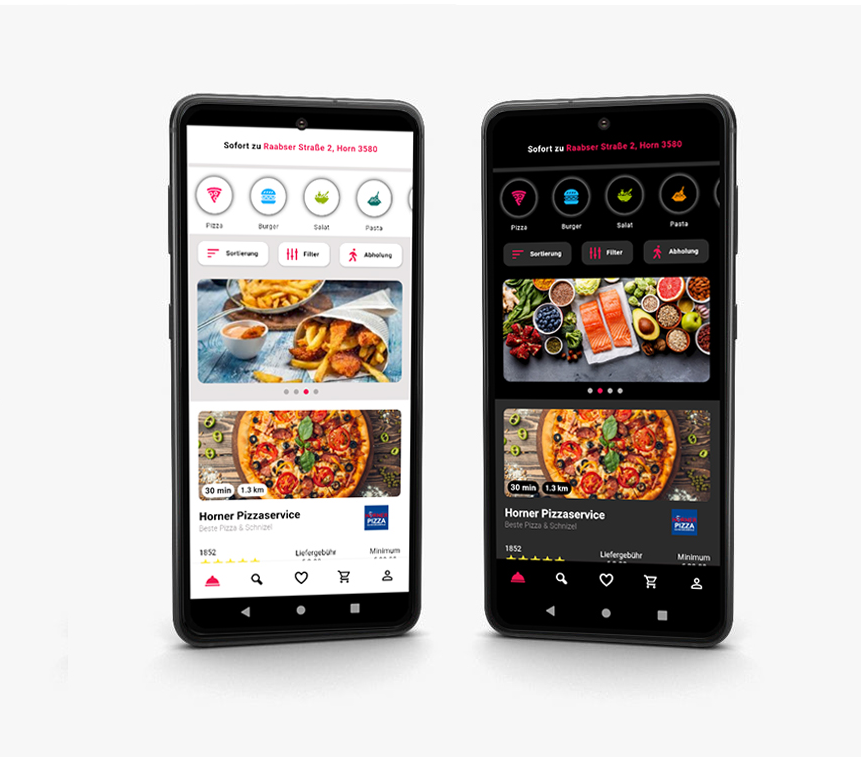 Sofort zu Raabser Straße 2, Horn 3580
Pizza
Burger
Salat
Pasta
Sortierung
Filter
Abholung
30 min
1.3 km
Horner Pizzaservice
Beste Pizza & Schnizel
PIZZA
1852
Liefergebühr
Minimum
Sofort zu Raabser Straße 2, Horn 3580
Pizza
Burger
Salat
Pasta
Sortierung
Filter
Abholung
30 min
1.3 km
Horner Pizzaservice
Beste Pizza & Schnizel
PIZZA
1852
Liefergebühr
Minimum